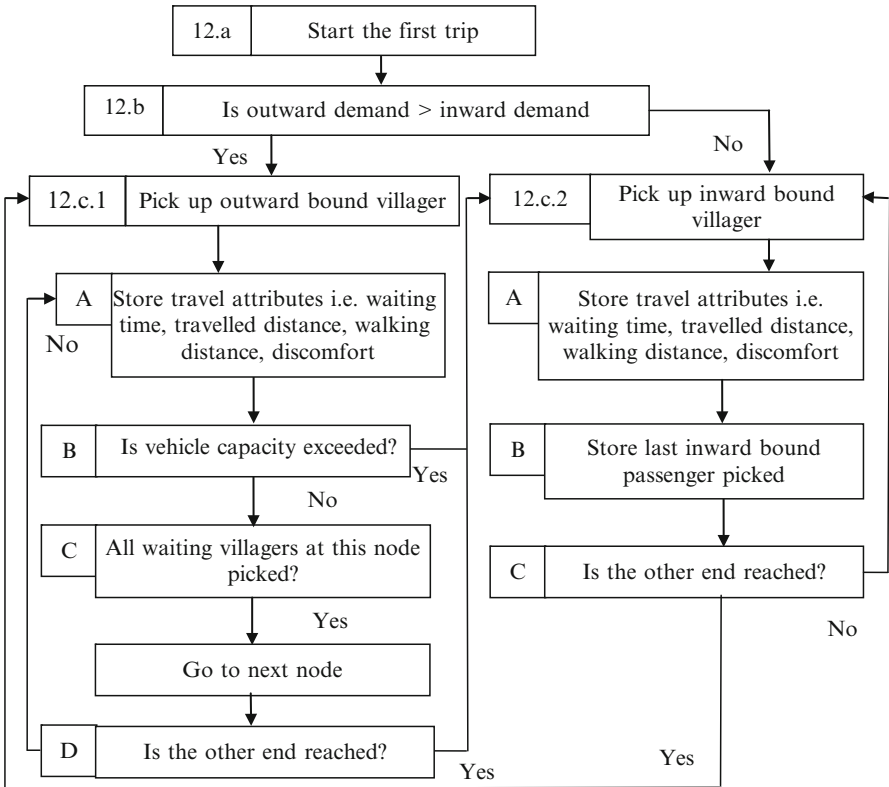 12.a
Start the first trip
12.b
Is outward demand > inward demand
Yes
No
12.c.1
Pick up outward bound villager
12.c.2
Pick up inward bound
villager
A
Store travel attributes i.e. waiting
time, travelled distance, walking
distance, discomfort
No
A
Store travel attributes i.e.
waiting time, travelled distance,
walking distance, discomfort
B
Is vehicle capacity exceeded?
Yes
No
B
Store last inward bound
passenger picked
C
All waiting villagers at this node
picked?
Yes
C
Is the other end reached?
No
Go to next node
D
Is the other end reached?
Yes
Yes